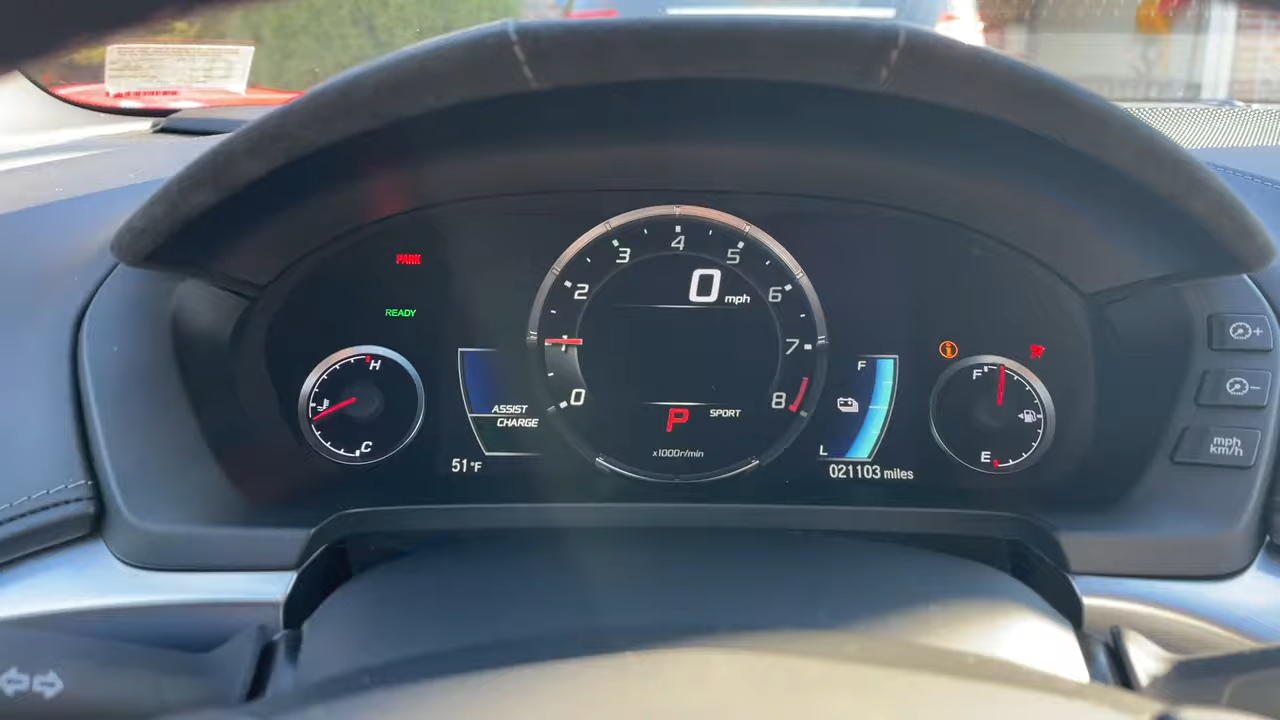 PARK
READY
H
C
ASSIST
CHARGE
51°F
0
1
2
3
4
5
6
7
8
0 mph
P SPORT
x1000r/min
F
L
021103 miles
F
E
+
−
mph
km/h